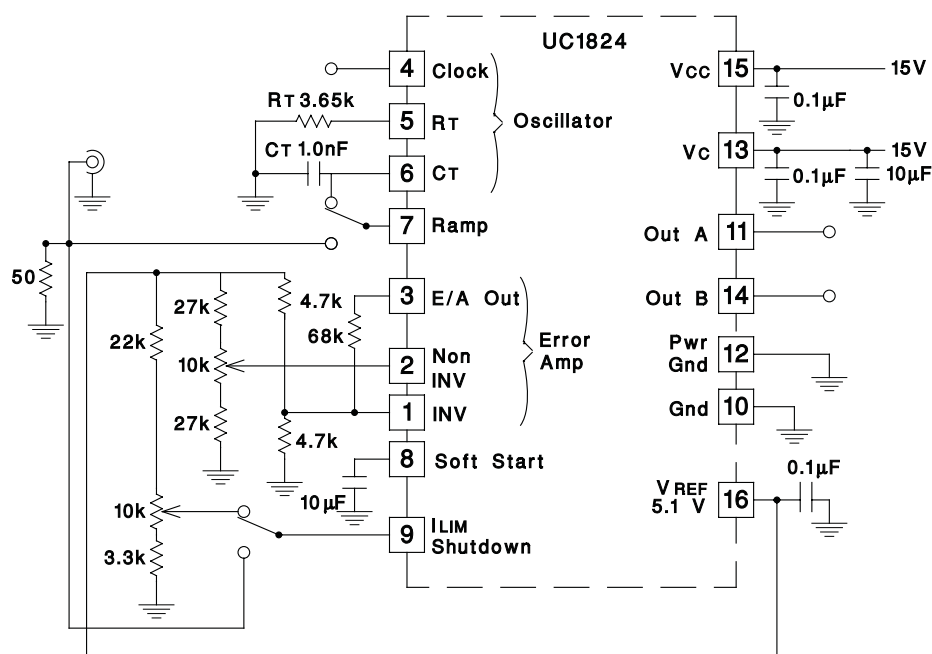 UC1824
4 Clock
RT 3.65k
5 RT
CT 1.0nF
6 CT
Oscillator
7 Ramp
50
3 E/A Out
27k
4.7k
22k
68k
10k
2 Non INV
Error Amp
27k
1 INV
4.7k
8 Soft Start
10µF
10k
9 ILIM Shutdown
3.3k
Vcc 15
15V
0.1µF
Vc 13
15V
0.1µF
10µF
Out A 11
Out B 14
Pwr Gnd 12
Gnd 10
0.1µF
VREF 5.1 V 16